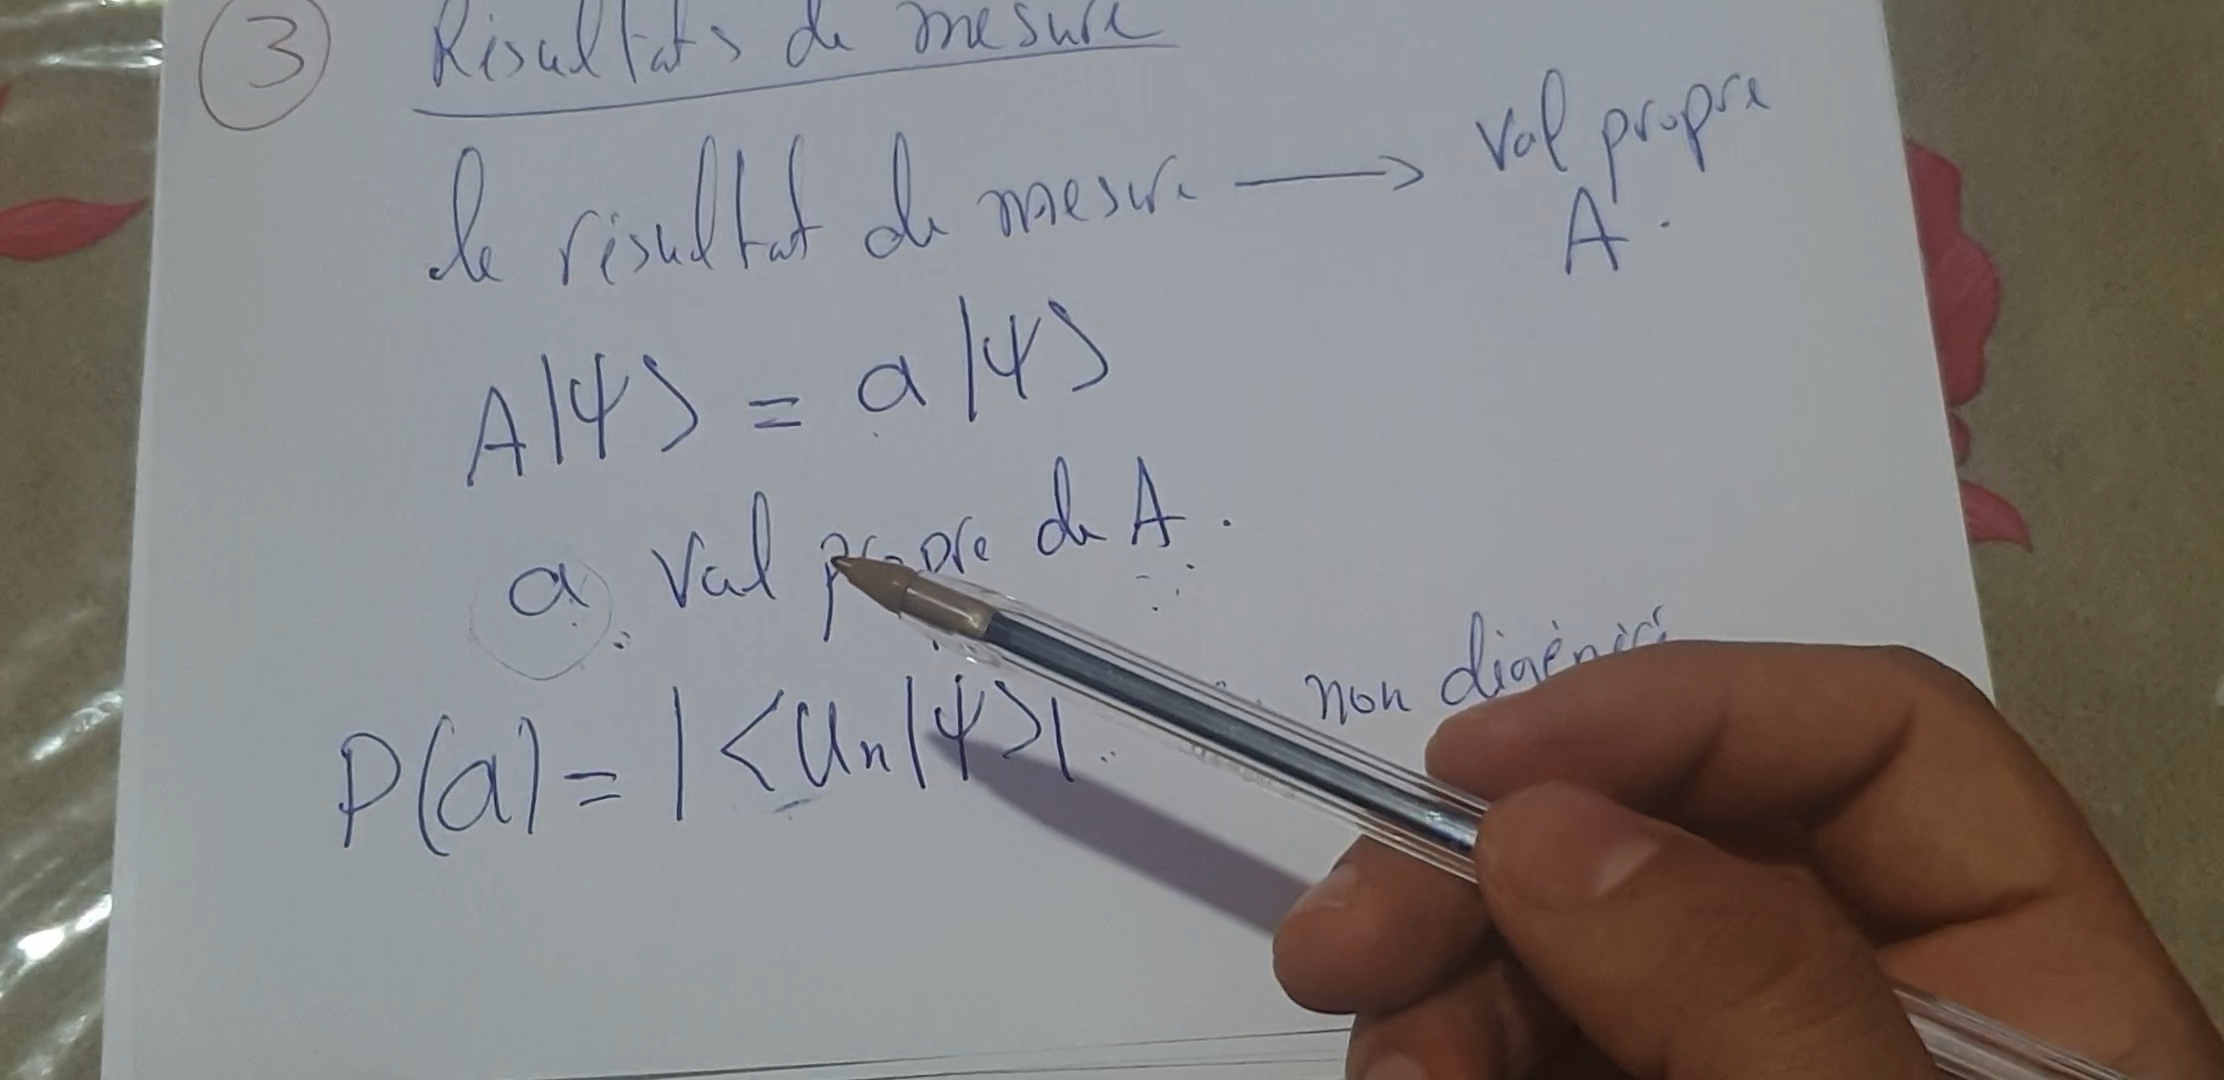 3 Résultats de mesure
le résultat de mesure → val propre A.
A|Ψ> = a|Ψ>
a val propre de A.
non dégénéré
P(a) = |<Un|Ψ>|